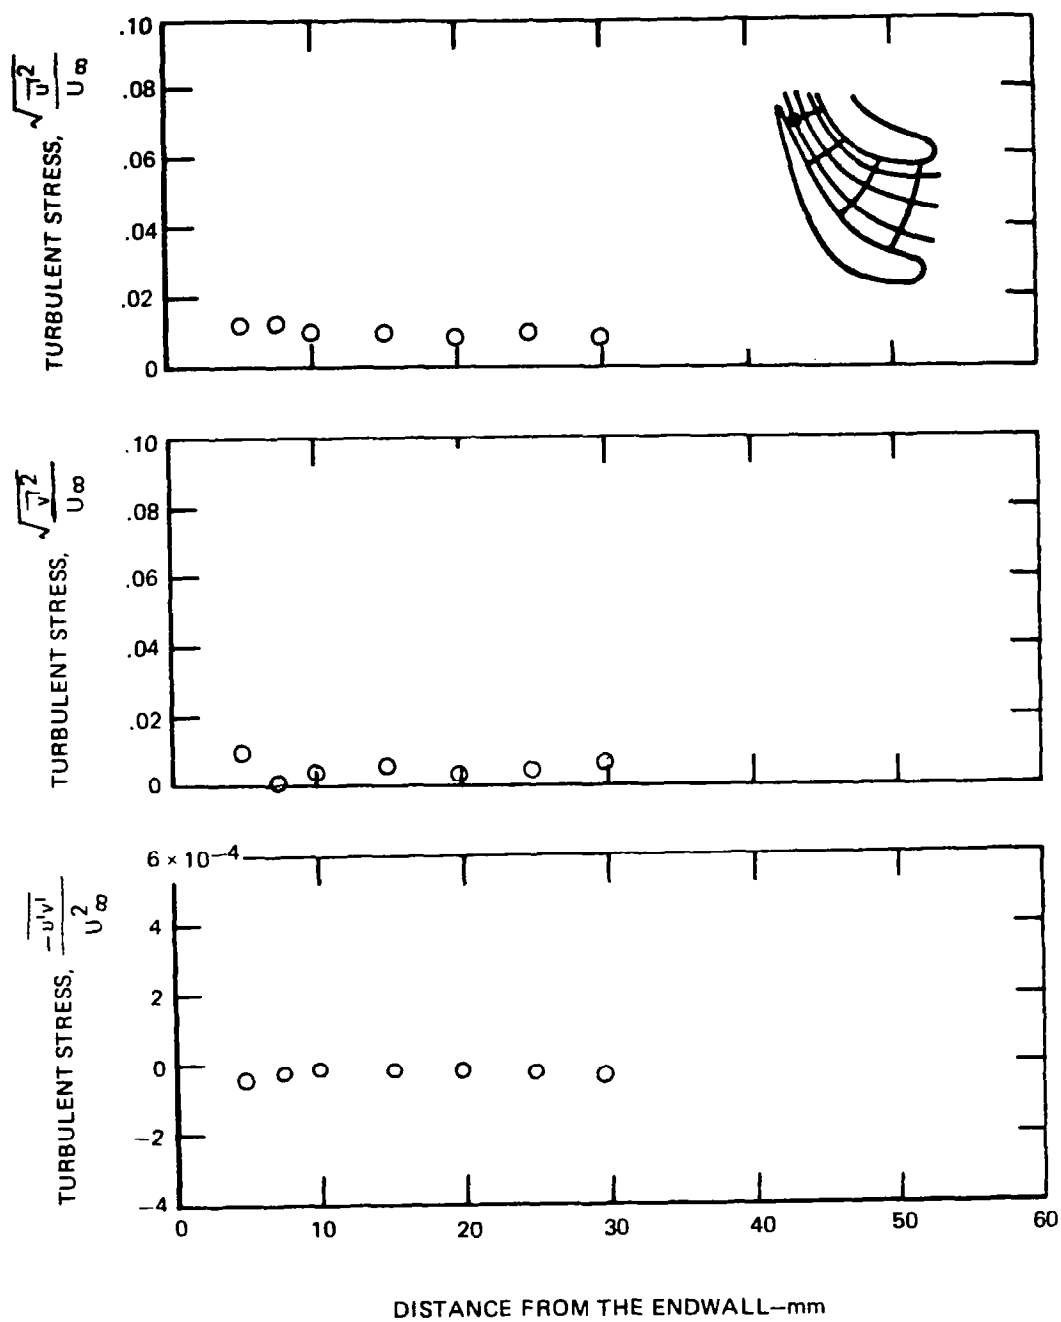 TURBULENT STRESS, √u'² / U∞
.10
.08
.06
.04
.02
0
TURBULENT STRESS, √v'² / U∞
.10
.08
.06
.04
.02
0
TURBULENT STRESS, −u'v' / U²∞
6 × 10⁻⁴
4
2
0
−2
−4
0 10 20 30 40 50 60
DISTANCE FROM THE ENDWALL—mm